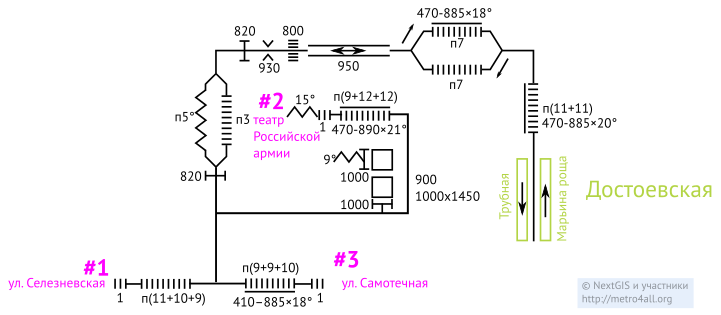 470-885×18°
820
800
930
950
п7
п7
п5°
п3
#2
театр
Российской
армии
15°
1
п(9+12+12)
470-890×21°
п(11+11)
470-885×20°
9°
1000
1000
900
1000x1450
820
Трубная
Марьина роща
Достоевская
#1
ул. Селезневская
1
п(11+10+9)
п(9+9+10)
410–885×18°
1
#3
ул. Самотечная
© NextGIS и участники
http://metro4all.org